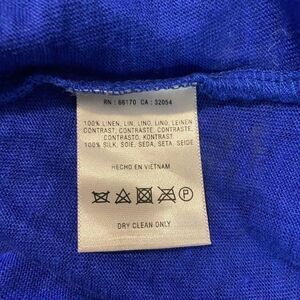 RN : 66170 CA : 32054
100% LINEN, LIN, LINO, LINO, LEINEN
CONTRAST, CONTRASTE, CONTRASTE,
CONTRASTO, KONTRAST:
100% SILK, SOIE, SEDA, SETA, SEIDE
HECHO EN VIETNAM
P
DRY CLEAN ONLY